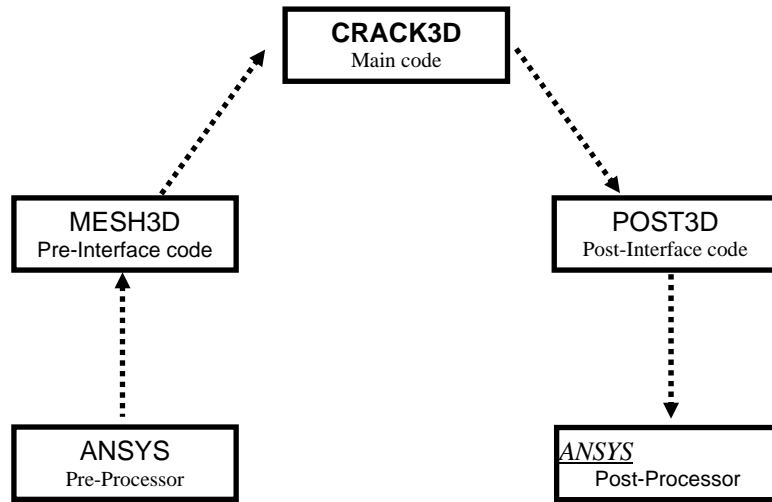 CRACK3D
Main code
MESH3D
Pre-Interface code
POST3D
Post-Interface code
ANSYS
Pre-Processor
ANSYS
Post-Processor